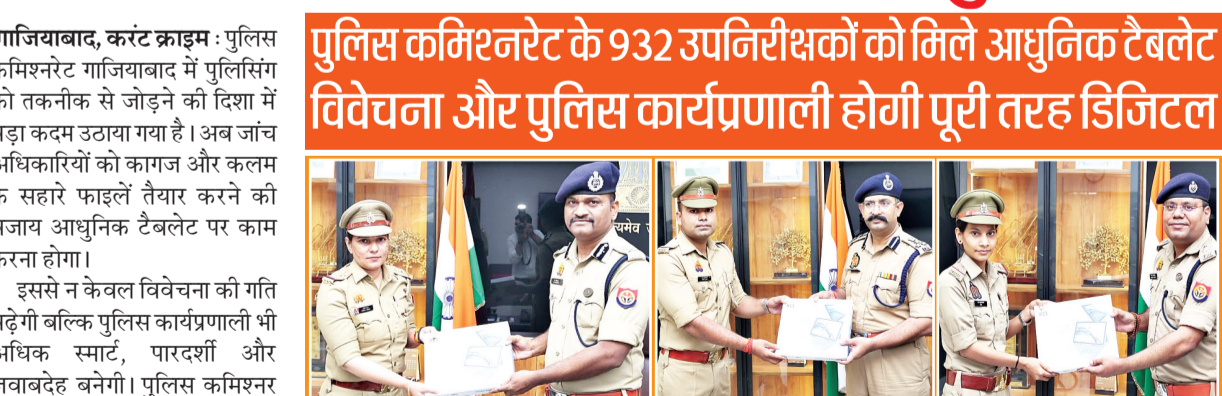 पुलिस कमिश्नरेट के 932 उपनिरीक्षकों को मिले आधुनिक टैबलेट
विवेचना और पुलिस कार्यप्रणाली होगी पूरी तरह डिजिटल
गाजियाबाद, करंट क्राइम : पुलिस
कमिश्नरेट गाजियाबाद में पुलिसिंग
को तकनीक से जोड़ने की दिशा में
बड़ा कदम उठाया गया है। अब जांच
अधिकारियों को कागज और कलम
के सहारे फाइलें तैयार करने की
बजाय आधुनिक टैबलेट पर काम
करना होगा।
इससे न केवल विवेचना की गति
बढ़ेगी बल्कि पुलिस कार्यप्रणाली भी
अधिक स्मार्ट, पारदर्शी और
जवाबदेह बनेगी। पुलिस कमिश्नर